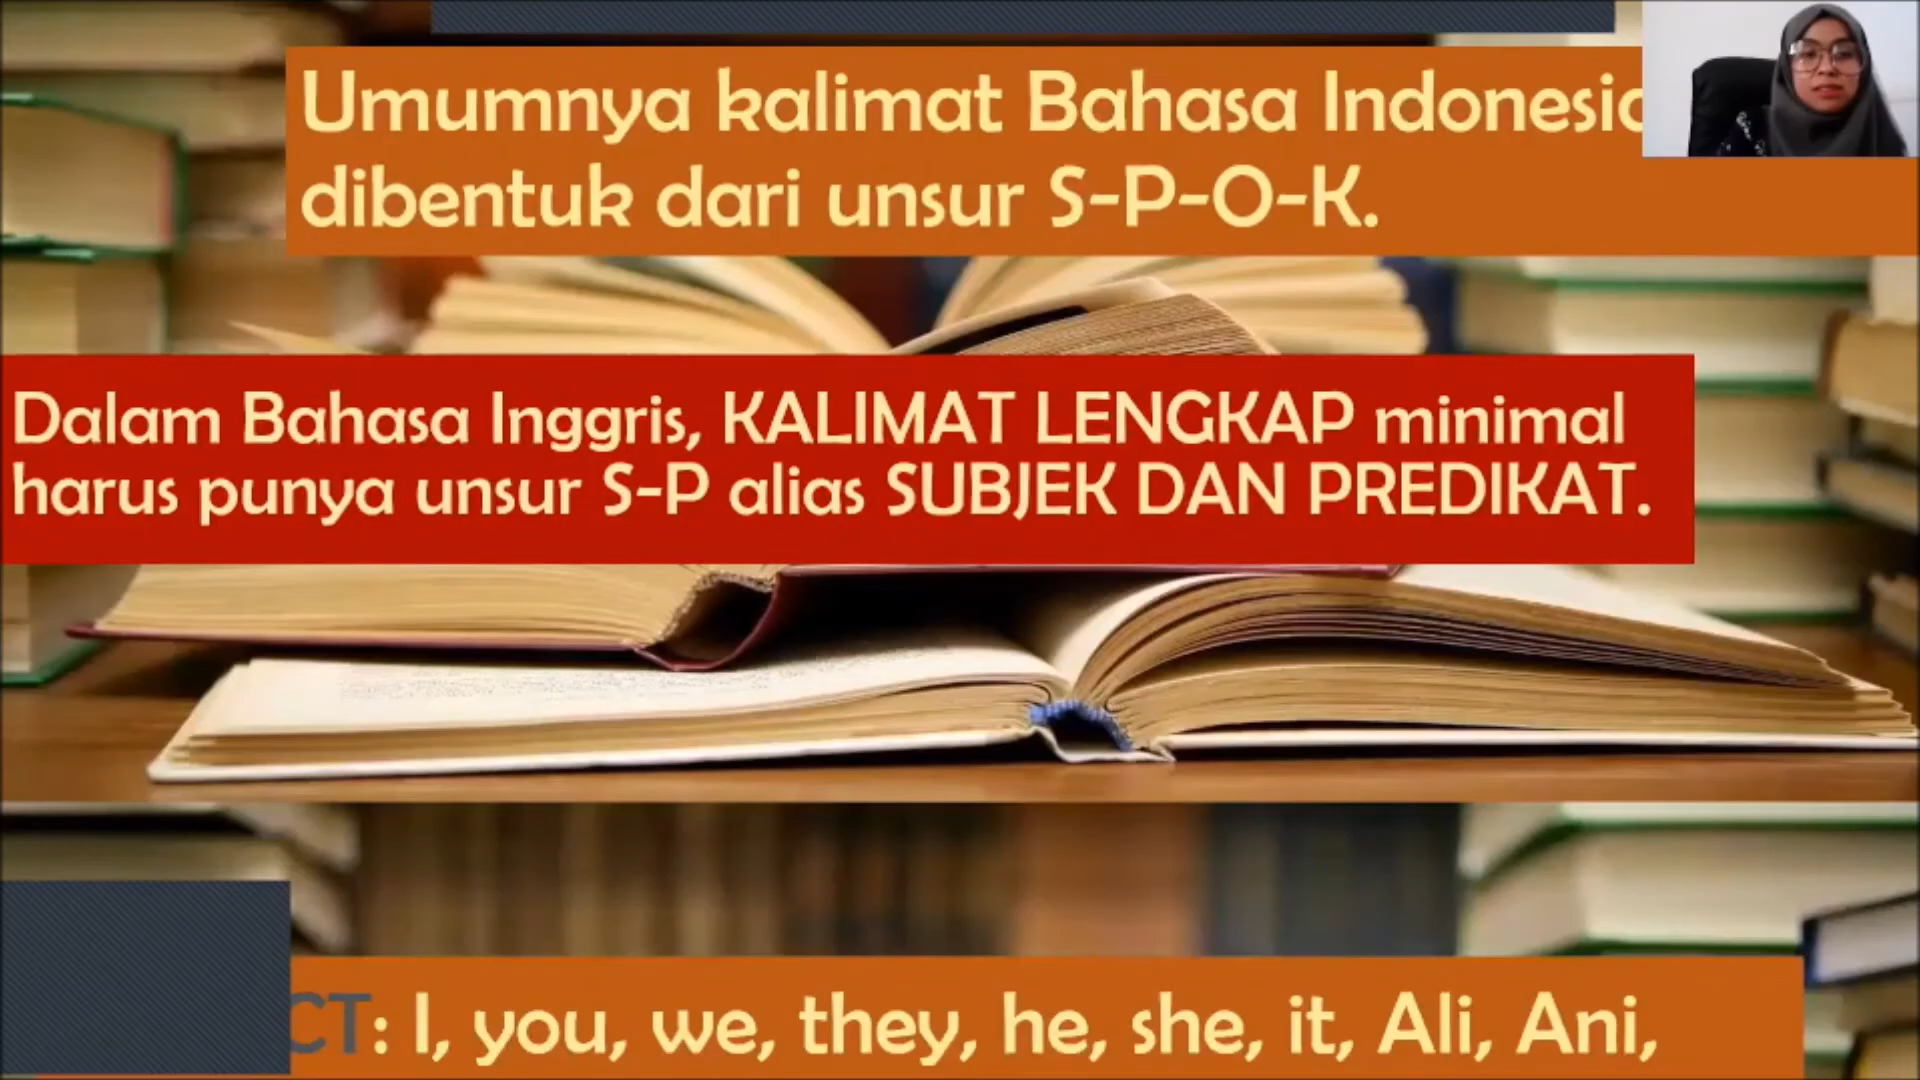 Umumnya kalimat Bahasa Indonesia
dibentuk dari unsur S-P-O-K.
Dalam Bahasa Inggris, KALIMAT LENGKAP minimal
harus punya unsur S-P alias SUBJEK DAN PREDIKAT.
CT: I, you, we, they, he, she, it, Ali, Ani,